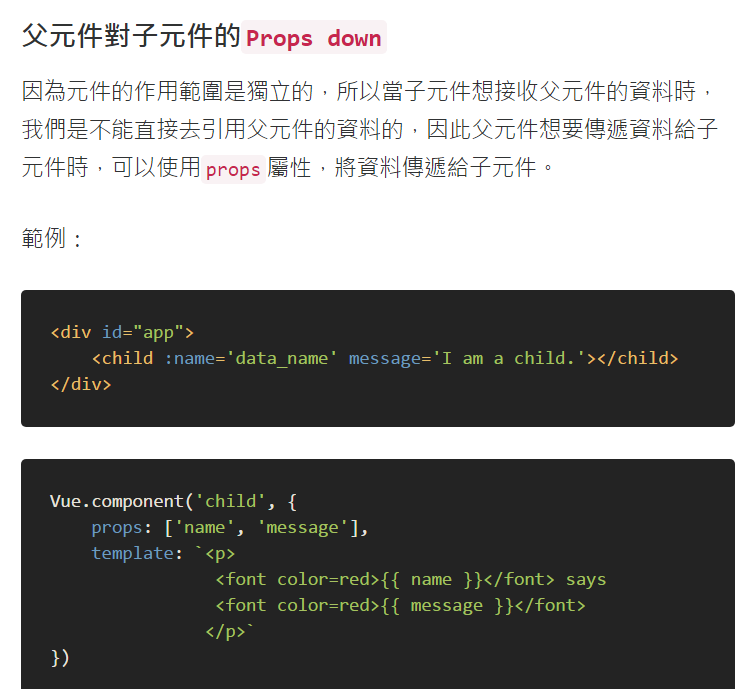 父元件對子元件的Props down
因為元件的作用範圍是獨立的，所以當子元件想接收父元件的資料時，
我們是不能直接去引用父元件的資料的，因此父元件想要傳遞資料給子
元件時，可以使用props屬性，將資料傳遞給子元件。
範例：
<div id="app">
    <child :name='data_name' message='I am a child.'></child>
</div>
Vue.component('child', {
    props: ['name', 'message'],
    template: `<p>
                <font color=red>{{ name }}</font> says
                <font color=red>{{ message }}</font>
               </p>`
})